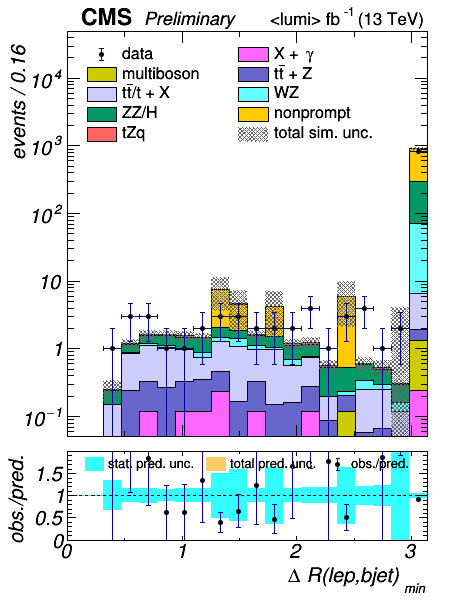 CMS Preliminary <lumi> fb⁻¹ (13 TeV)
events / 0.16
10⁴
10³
10²
10
1
10⁻¹
data
multiboson
tt̄/t + X
ZZ/H
tZq
X + γ
tt̄ + Z
WZ
nonprompt
total sim. unc.
obs./pred.
1.5
1
0.5
0
stat. pred. unc. total pred. unc. obs./pred.
0 1 2 3
Δ R(lep,bjet) min